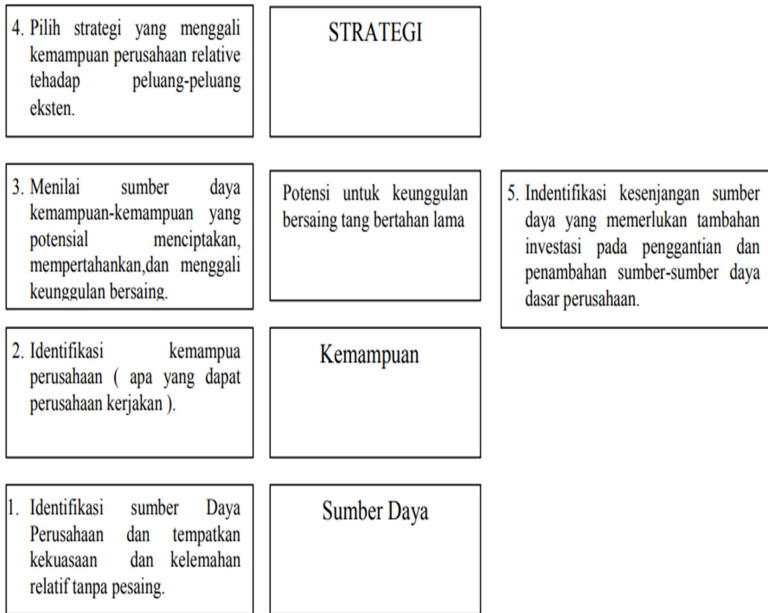 4. Pilih strategi yang menggali
kemampuan perusahaan relative
tehadap peluang-peluang
eksten.
STRATEGI
3. Menilai sumber daya
kemampuan-kemampuan yang
potensial menciptakan,
mempertahankan,dan menggali
keunggulan bersaing.
Potensi untuk keunggulan
bersaing tang bertahan lama
5. Indentifikasi kesenjangan sumber
daya yang memerlukan tambahan
investasi pada penggantian dan
penambahan sumber-sumber daya
dasar perusahaan.
2. Identifikasi kemampua
perusahaan ( apa yang dapat
perusahaan kerjakan ).
Kemampuan
1. Identifikasi sumber Daya
Perusahaan dan tempatkan
kekuasaan dan kelemahan
relatif tanpa pesaing.
Sumber Daya